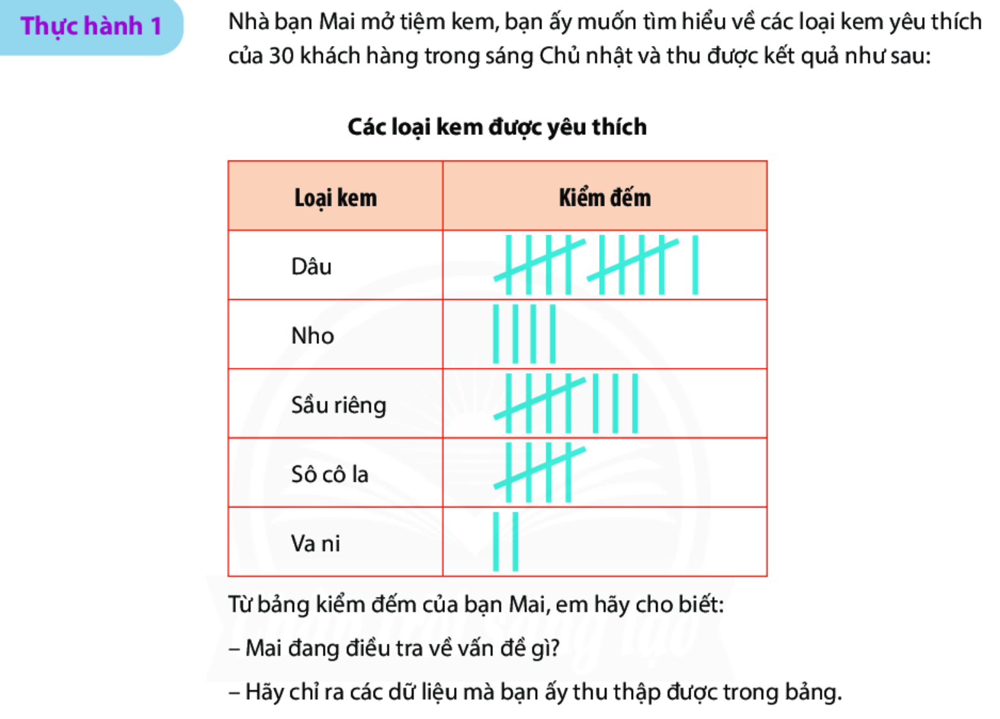 Thực hành 1
Nhà bạn Mai mở tiệm kem, bạn ấy muốn tìm hiểu về các loại kem yêu thích
của 30 khách hàng trong sáng Chủ nhật và thu được kết quả như sau:
Các loại kem được yêu thích
Loại kem Kiểm đếm
Dâu
Nho
Sầu riêng
Sô cô la
Va ni
Từ bảng kiểm đếm của bạn Mai, em hãy cho biết:
– Mai đang điều tra về vấn đề gì?
– Hãy chỉ ra các dữ liệu mà bạn ấy thu thập được trong bảng.